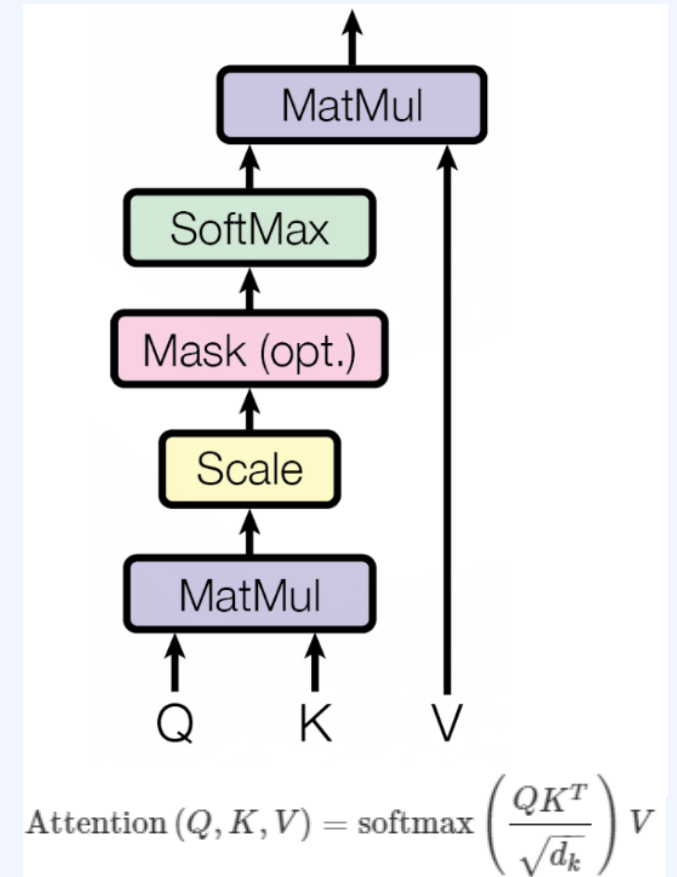 MatMul
SoftMax
Mask (opt.)
Scale
MatMul
Q K V
Attention (Q, K, V) = softmax (QK^T / √d_k) V